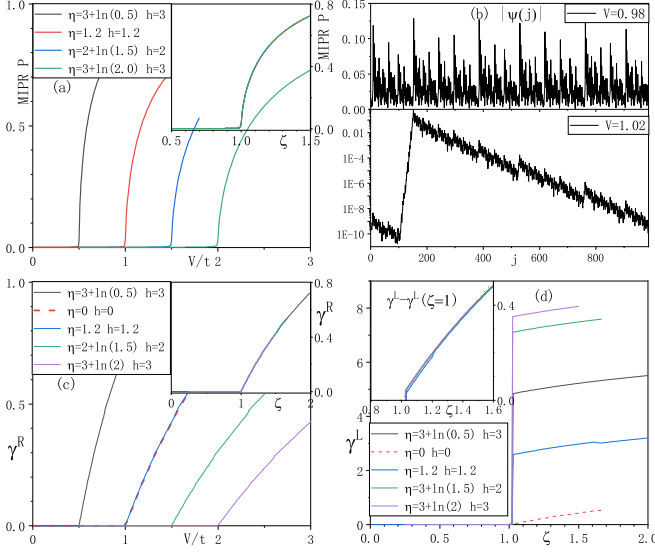 1.0
0.5
0.0
MIPR P
η=3+ln(0.5) h=3
η=1.2 h=1.2
η=2+ln(1.5) h=2
η=3+ln(2.0) h=3
(a)
0.8
0.4
0.0
MIPR P
0.5 1.0 ζ 1.5
0 1 V/t 2 3
(b) |ψ(j)|
V=0.98
0.15
0.10
0.05
0.00
V=1.02
0.01
1E-4
1E-6
1E-8
1E-10
0 200 400 j 600 800
1.0
0.5
0.0
γR
η=3+ln(0.5) h=3
η=0 h=0
η=1.2 h=1.2
η=2+ln(1.5) h=2
η=3+ln(2) h=3
(c)
0.8
γR
0.4
0.0
0 1 ζ 2
0 1 V/t 2 3
8
6
4
2
0
γL
γL-γL(ζ=1)
(d)
0.4
0.0
0.8 1.0 1.2 ζ 1.4 1.6
η=3+ln(0.5) h=3
η=0 h=0
η=1.2 h=1.2
η=3+ln(1.5) h=2
η=3+ln(2) h=3
0.0 0.5 1.0 ζ 1.5 2.0